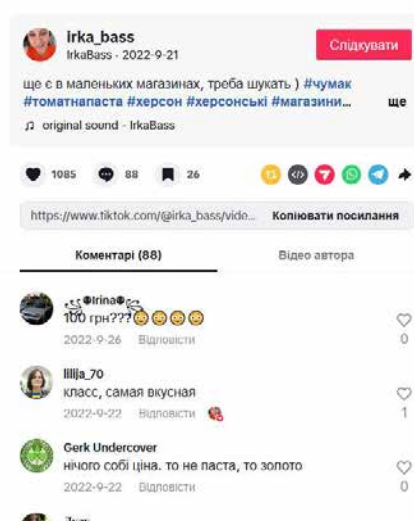 irka_bass
IrkaBass · 2022-9-21
Слідкувати
ще є в маленьких магазинах, треба шукать ) #чумак
#томатнапаста #херсон #херсонські #магазини... ще
original sound - IrkaBass
1085 88 26
https://www.tiktok.com/@irka_bass/vide... Копіювати посилання
Коментарі (88) Відео автора
Irina
100 грн???😳😳😳😳
2022-9-26 Відповісти 0
lilija_70
класс, самая вкусная
2022-9-22 Відповісти 1
Gerk Undercover
нічого собі ціна. то не паста, то золото
2022-9-22 Відповісти 0